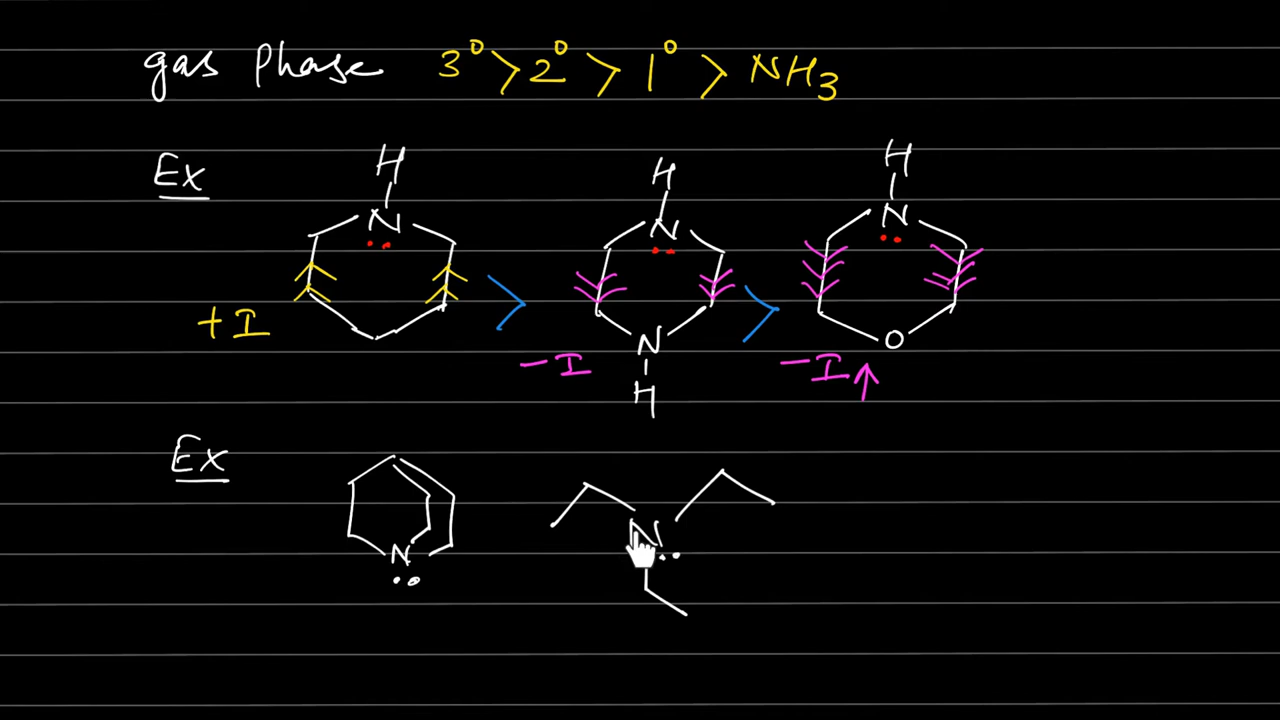 gas phase 3° > 2° > 1° > NH3
Ex
H H H
N N N
+I > >
N O
-I -I ↑
H
Ex
N N